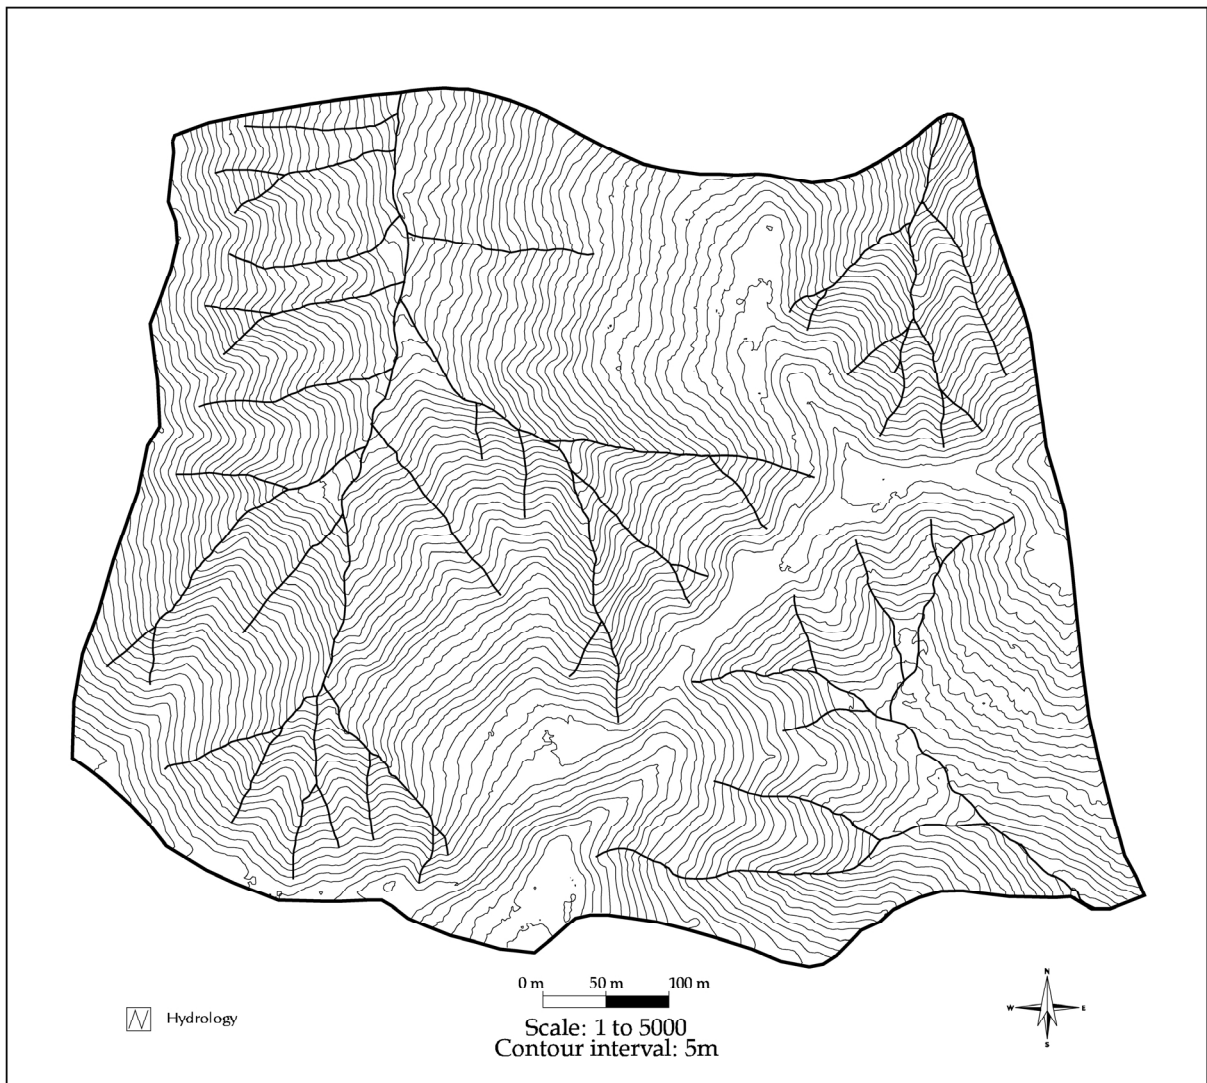 0 m 50 m 100 m
Scale: 1 to 5000
Contour interval: 5m
Hydrology
N
W E
S